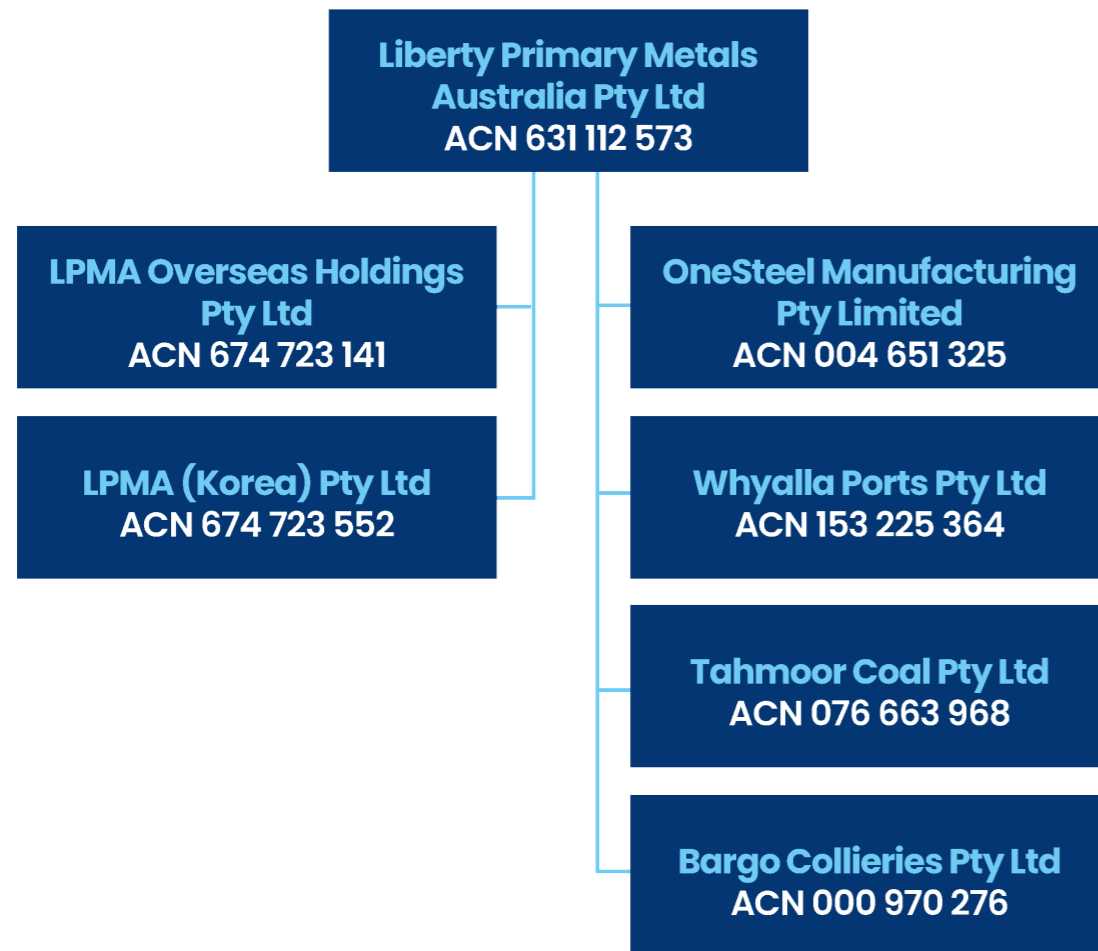 Liberty Primary Metals
Australia Pty Ltd
ACN 631 112 573
LPMA Overseas Holdings
Pty Ltd
ACN 674 723 141
LPMA (Korea) Pty Ltd
ACN 674 723 552
OneSteel Manufacturing
Pty Limited
ACN 004 651 325
Whyalla Ports Pty Ltd
ACN 153 225 364
Tahmoor Coal Pty Ltd
ACN 076 663 968
Bargo Collieries Pty Ltd
ACN 000 970 276